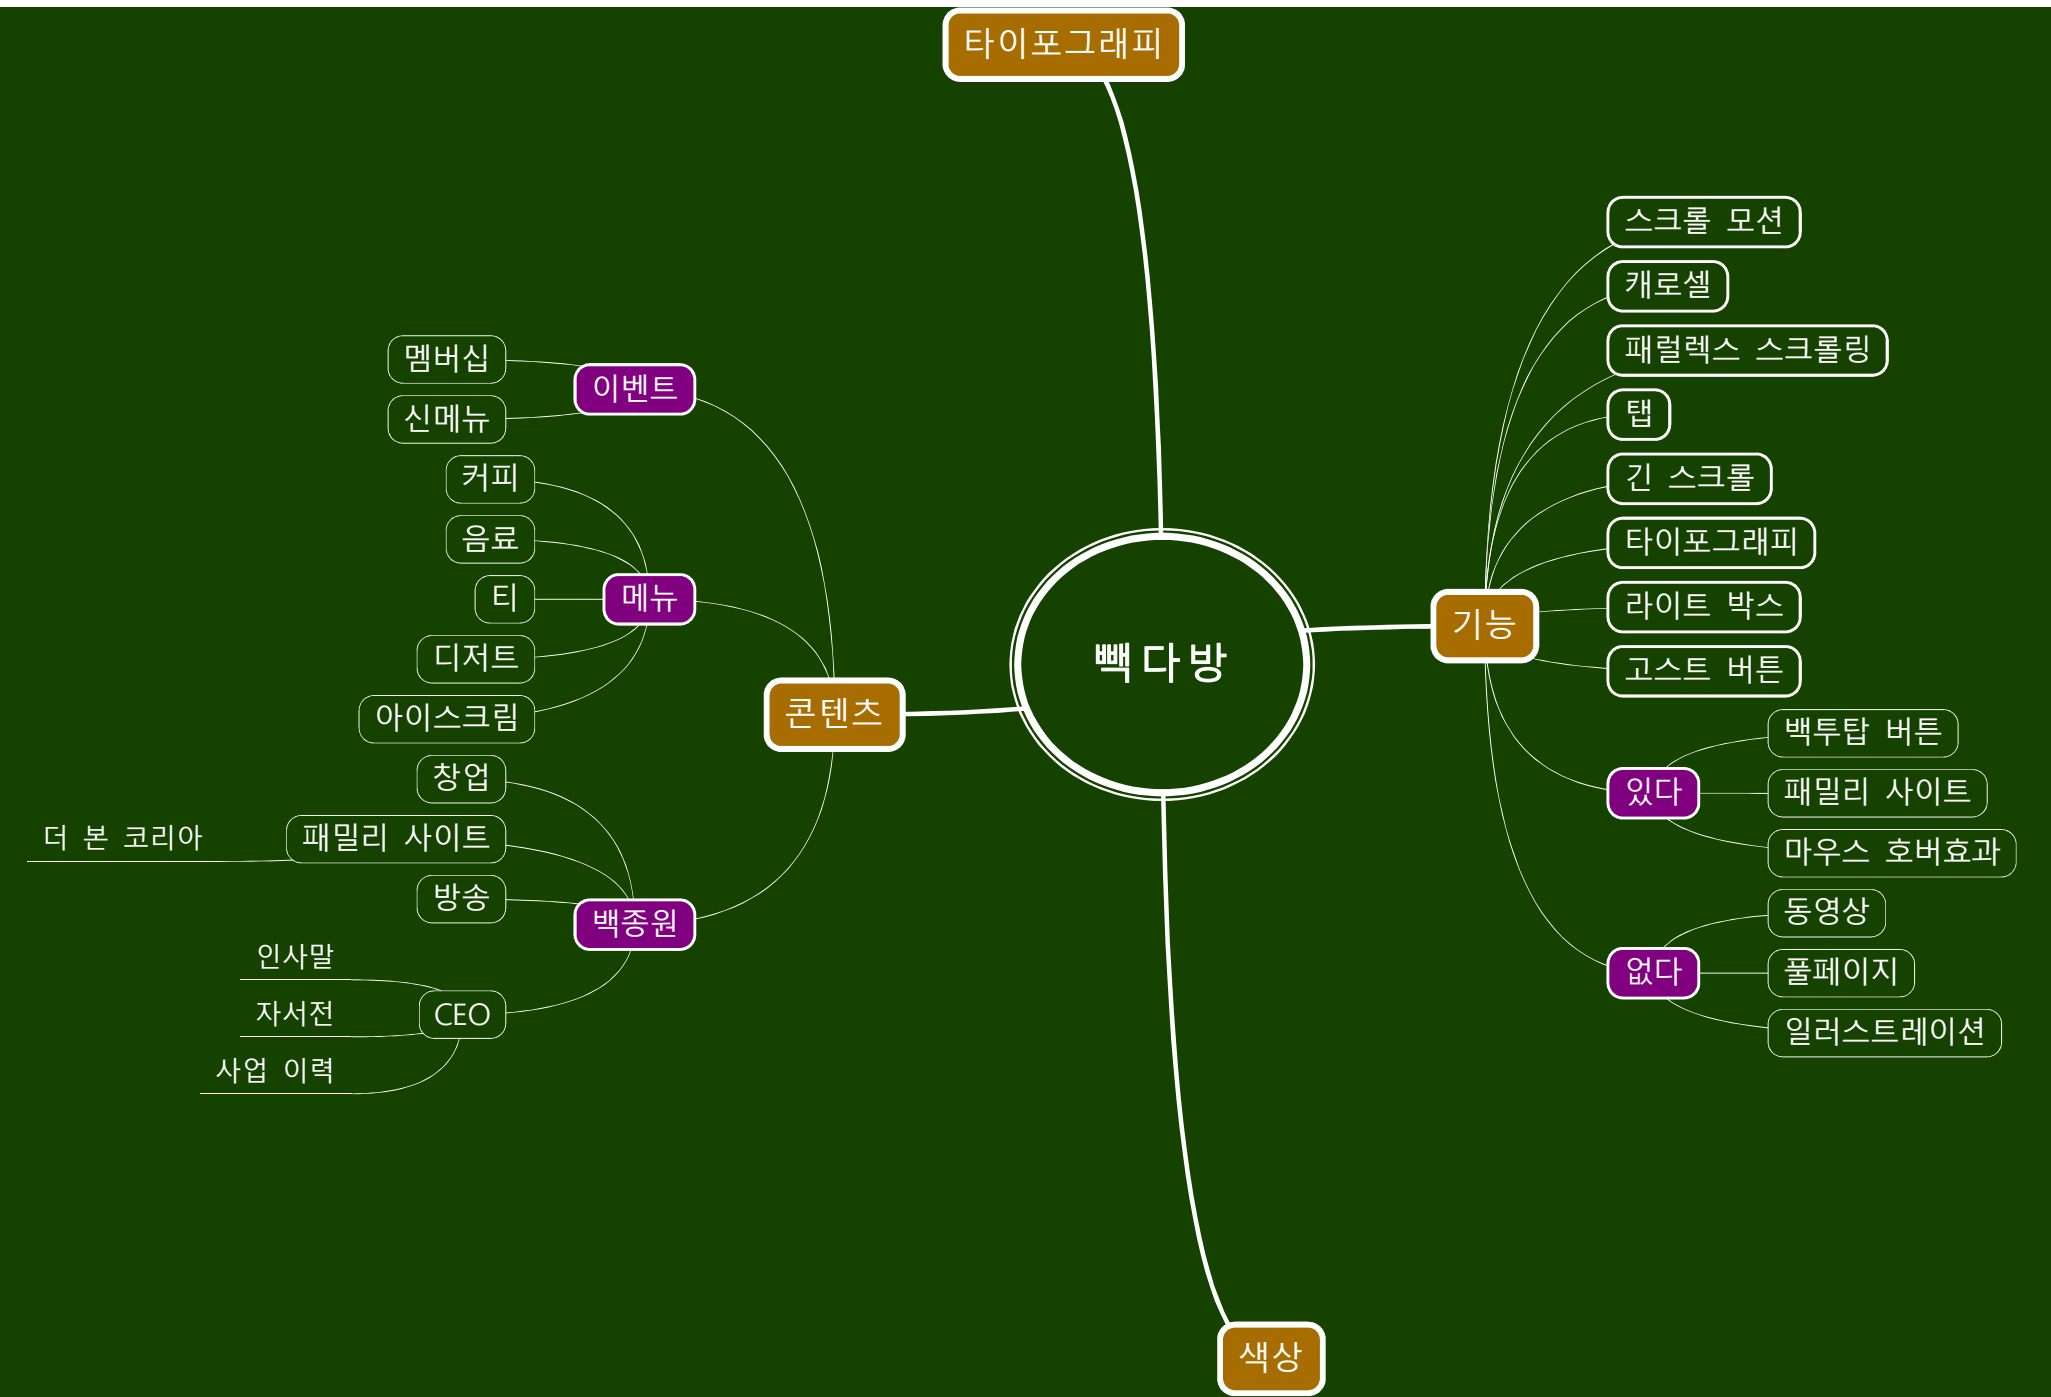 타이포그래피
빽다방
기능
스크롤 모션
캐로셀
패럴렉스 스크롤링
탭
긴 스크롤
타이포그래피
라이트 박스
고스트 버튼
있다
백투탑 버튼
패밀리 사이트
마우스 호버효과
없다
동영상
풀페이지
일러스트레이션
콘텐츠
이벤트
멤버십
신메뉴
메뉴
커피
음료
티
디저트
아이스크림
백종원
창업
패밀리 사이트
더 본 코리아
방송
CEO
인사말
자서전
사업 이력
색상